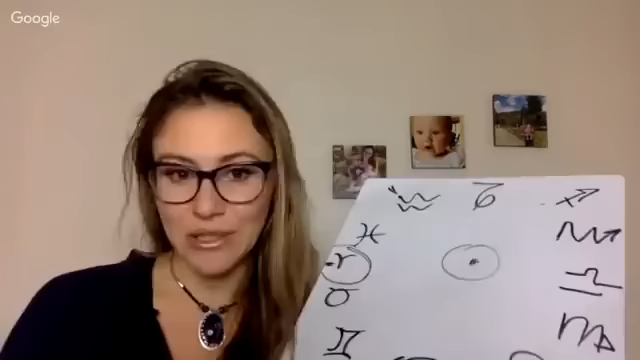 Google
♒ ♑ ♐
♓ ♏
♈ ☉ ♎
♉
♊ ♍